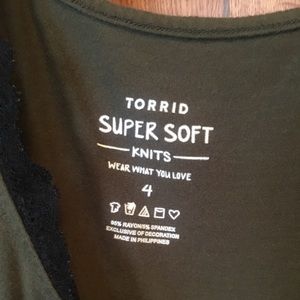 TORRID
SUPER SOFT
KNITS
WEAR WHAT YOU LOVE
4
95% RAYON/5% SPANDEX
EXCLUSIVE OF DECORATION
MADE IN PHILIPPINES